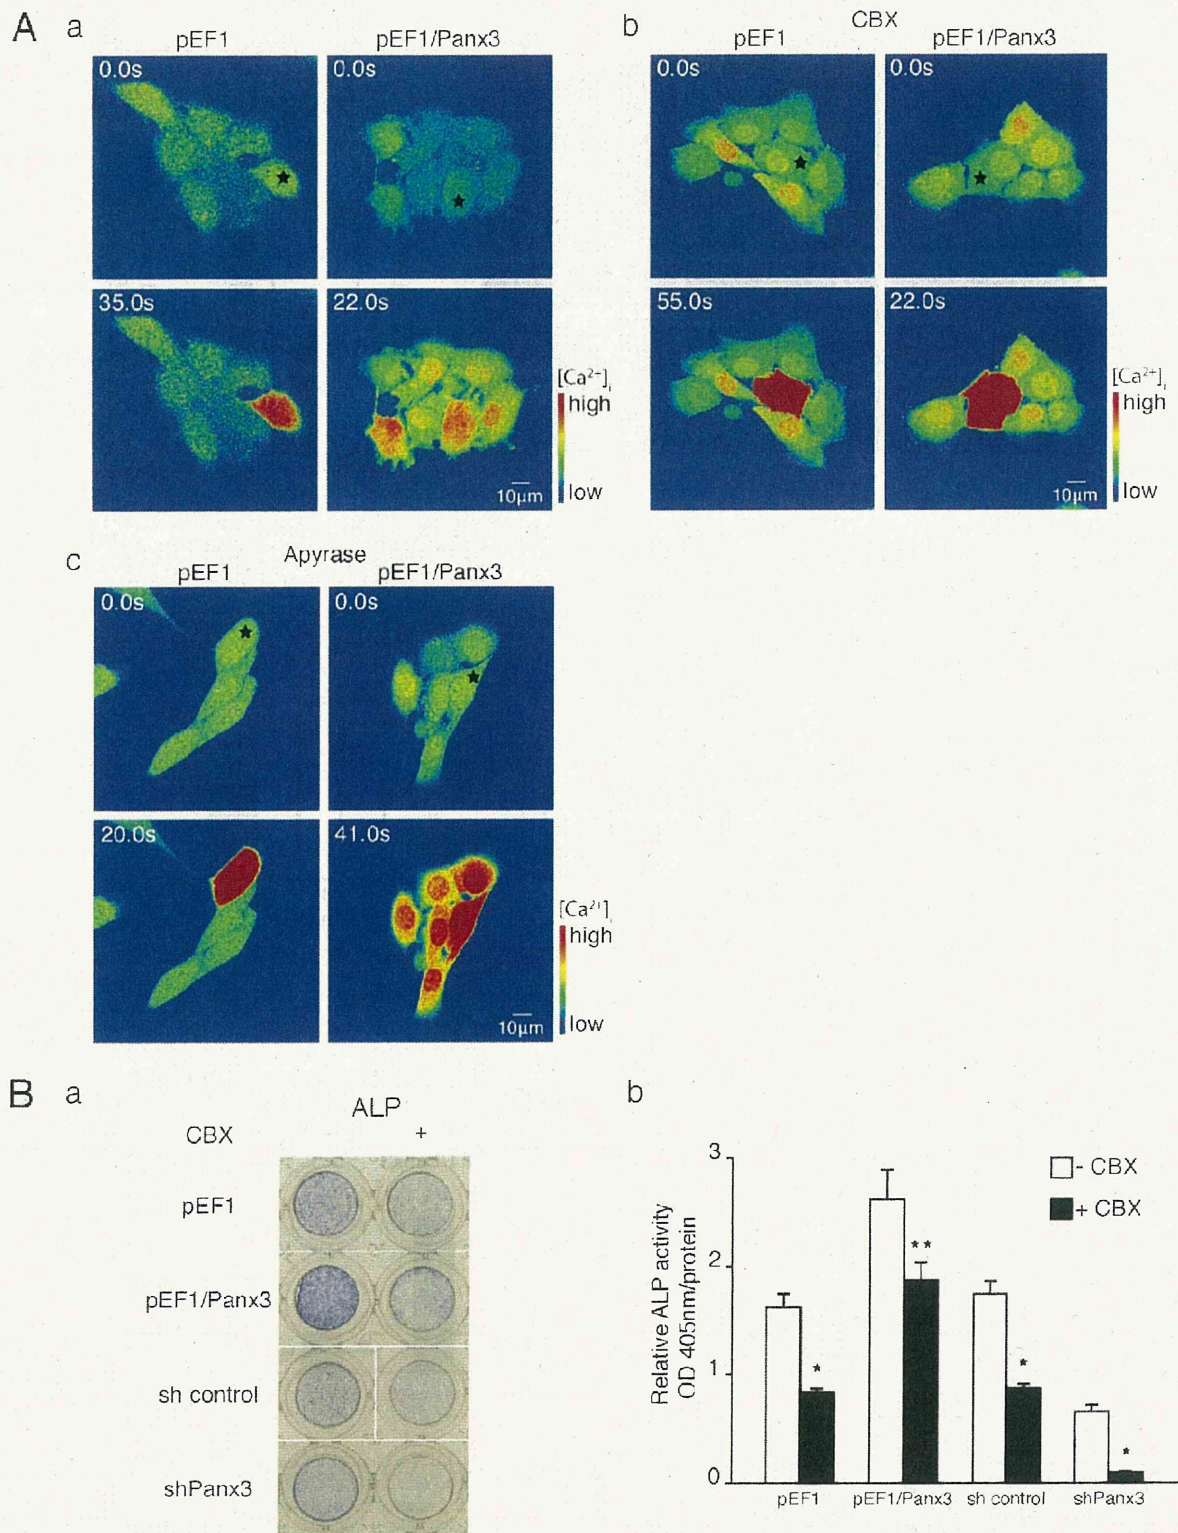 A a
pEF1
pEF1/Panx3
0.0s
0.0s
35.0s
22.0s
[Ca2+]i
high
low
10μm
b
CBX
pEF1
pEF1/Panx3
0.0s
0.0s
55.0s
22.0s
[Ca2+]i
high
low
10μm
c
Apyrase
pEF1
pEF1/Panx3
0.0s
0.0s
20.0s
41.0s
[Ca2+]i
high
low
10μm
B a
ALP
CBX +
pEF1
pEF1/Panx3
sh control
shPanx3
b
Relative ALP activity
OD 405nm/protein
3
2
1
0
- CBX
+ CBX
*
**
*
*
pEF1
pEF1/Panx3
sh control
shPanx3